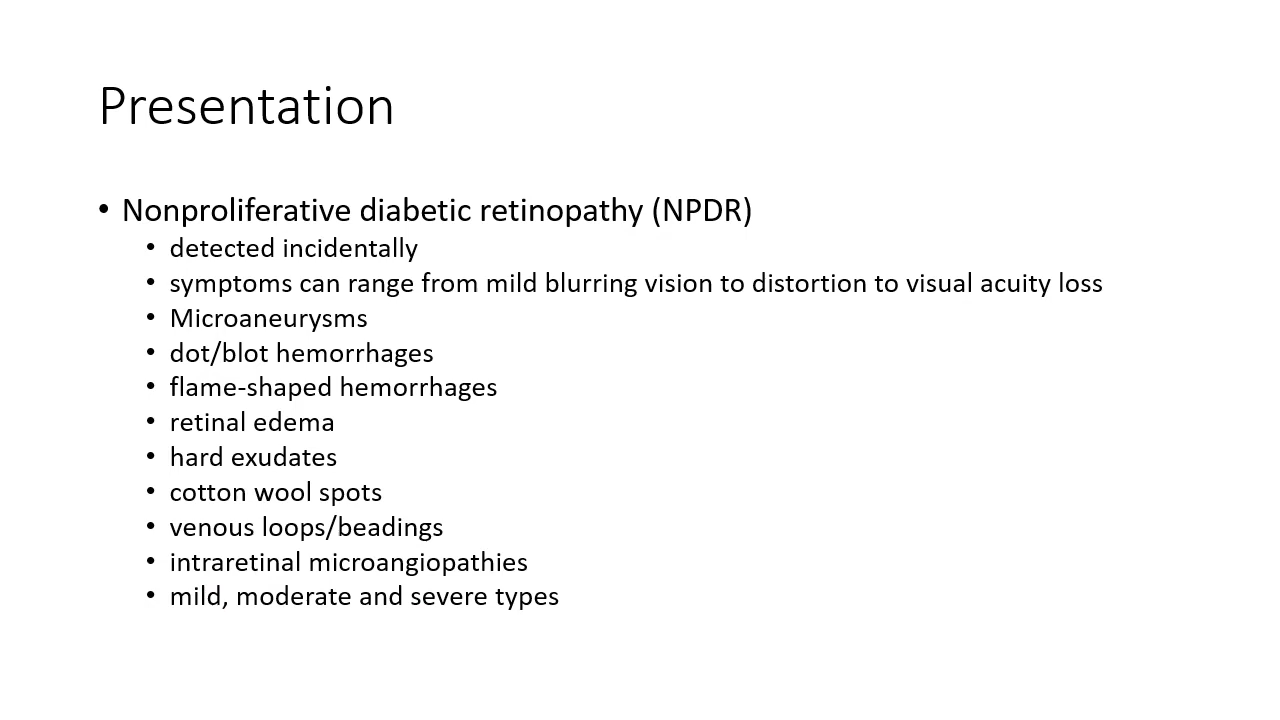 Presentation
• Nonproliferative diabetic retinopathy (NPDR)
• detected incidentally
• symptoms can range from mild blurring vision to distortion to visual acuity loss
• Microaneurysms
• dot/blot hemorrhages
• flame-shaped hemorrhages
• retinal edema
• hard exudates
• cotton wool spots
• venous loops/beadings
• intraretinal microangiopathies
• mild, moderate and severe types